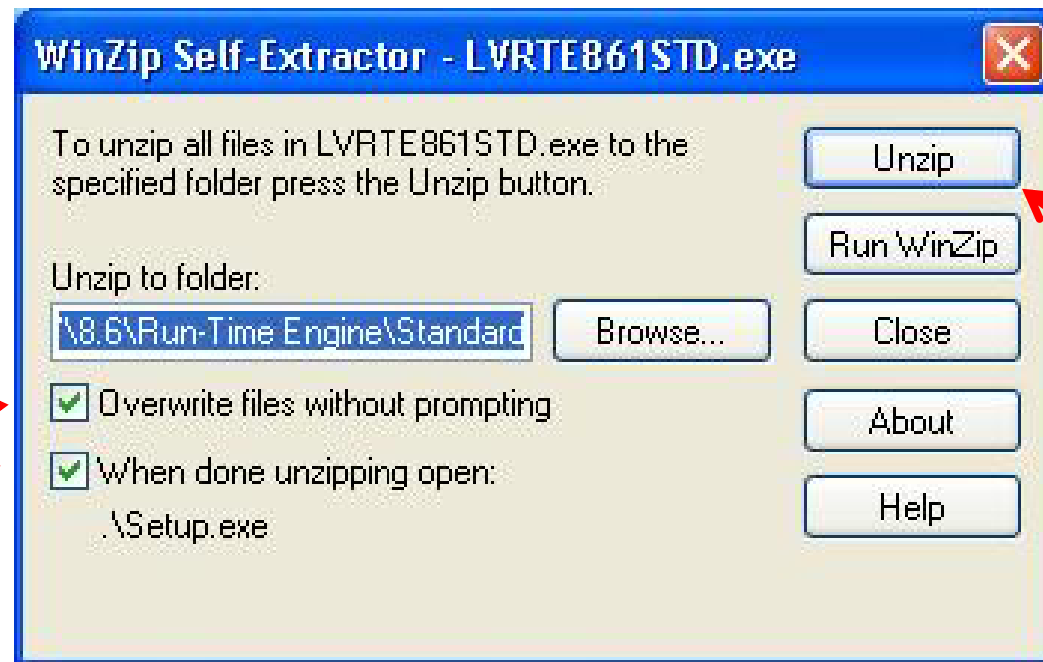 WinZip Self-Extractor - LVRTE861STD.exe
To unzip all files in LVRTE861STD.exe to the
specified folder press the Unzip button.
Unzip
Run WinZip
Unzip to folder:
\8.6\Run-Time Engine\Standard
Browse...
Close
Overwrite files without prompting
About
When done unzipping open:
.\Setup.exe
Help